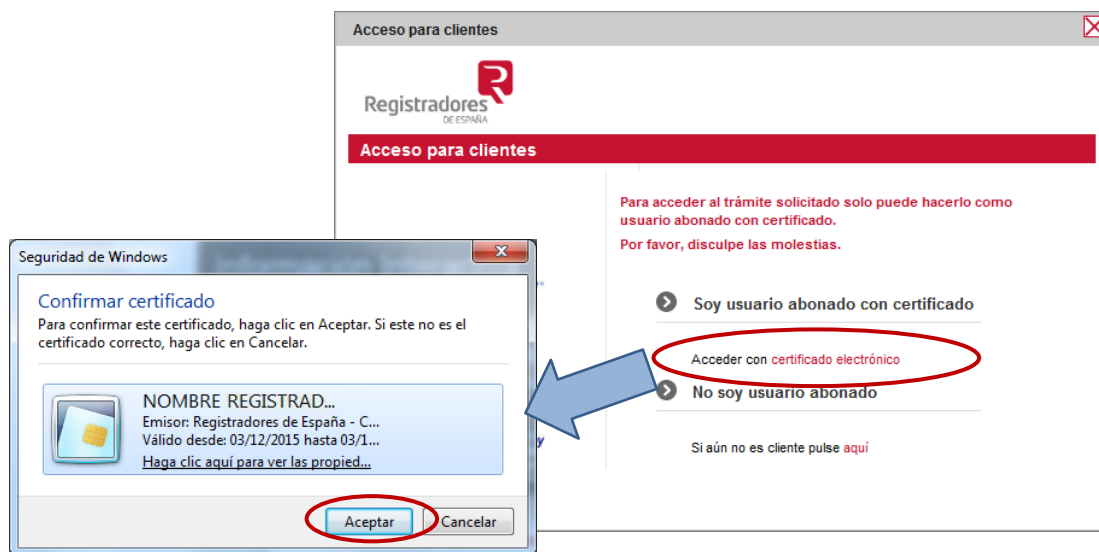 Acceso para clientes
Registradores
DE ESPAÑA
Acceso para clientes
Para acceder al trámite solicitado solo puede hacerlo como
usuario abonado con certificado.
Por favor, disculpe las molestias.
Soy usuario abonado con certificado
Acceder con certificado electrónico
No soy usuario abonado
Si aún no es cliente pulse aquí
Seguridad de Windows
Confirmar certificado
Para confirmar este certificado, haga clic en Aceptar. Si este no es el
certificado correcto, haga clic en Cancelar.
NOMBRE REGISTRAD...
Emisor: Registradores de España - C...
Válido desde: 03/12/2015 hasta 03/1...
Haga clic aquí para ver las propied...
Aceptar
Cancelar